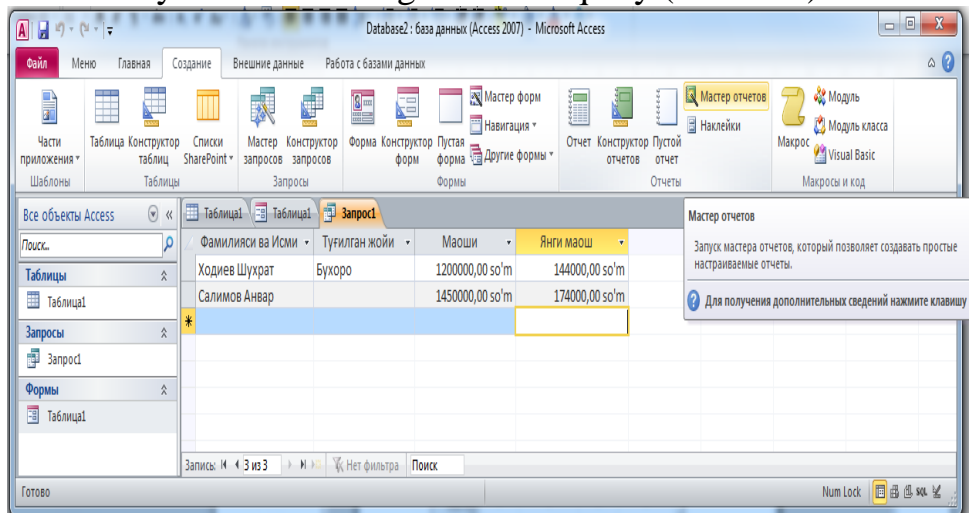 Database2 : база данных (Access 2007) - Microsoft Access
Файл Меню Главная Создание Внешние данные Работа с базами данных
Части приложения
Шаблоны
Таблица Конструктор таблиц Списки SharePoint
Таблицы
Мастер запросов Конструктор запросов
Запросы
Форма Конструктор форм Пустая форма
Мастер форм
Навигация
Другие формы
Формы
Отчет Конструктор отчетов Пустой отчет
Мастер отчетов
Наклейки
Отчеты
Макрос
Модуль
Модуль класса
Visual Basic
Макросы и код
Все объекты Access
Поиск..
Таблицы
Таблица1
Запросы
Запрос1
Формы
Таблица1
Таблица1 Таблица1 Запрос1
Фамилияси ва Исми Туғилган жойи Маоши Янги маош
Ходиев Шухрат Бухоро 1200000,00 so'm 144000,00 so'm
Салимов Анвар 1450000,00 so'm 174000,00 so'm
Мастер отчетов
Запуск мастера отчетов, который позволяет создавать простые
настраиваемые отчеты.
Для получения дополнительных сведений нажмите клавишу
Запись: 3 из 3 Нет фильтра Поиск
Готово
Num Lock SQL